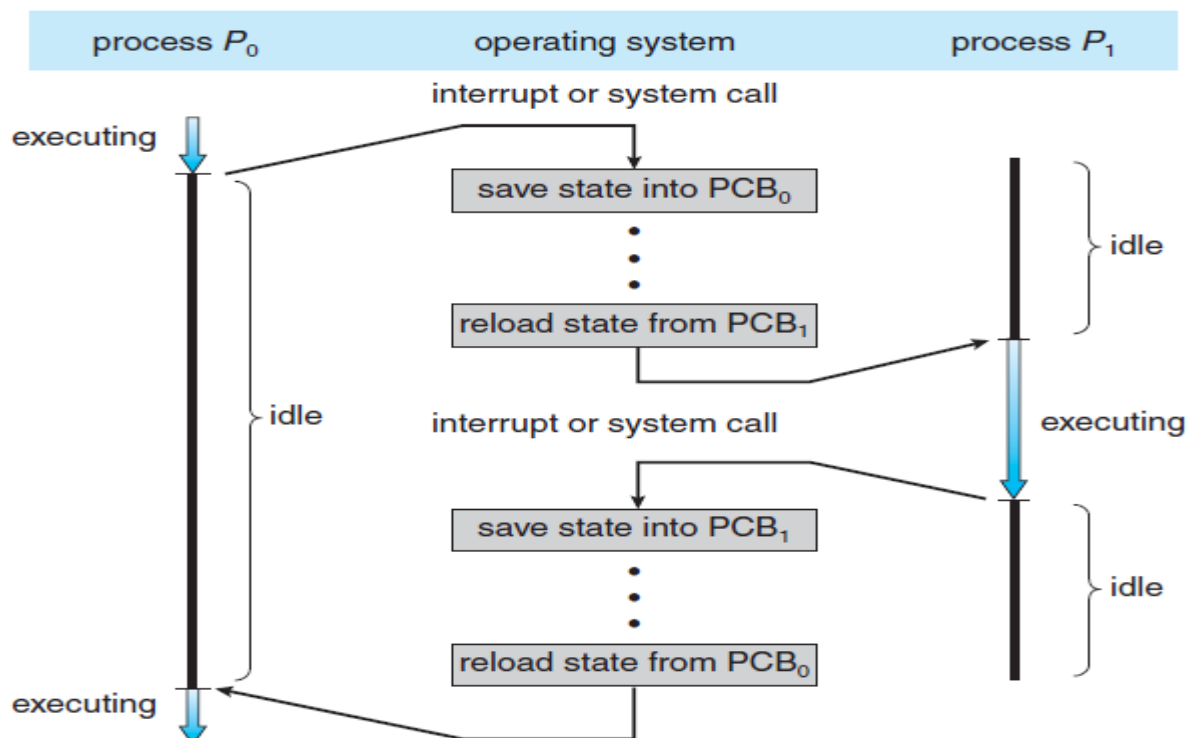 process P₀
operating system
process P₁
interrupt or system call
executing
save state into PCB₀
idle
reload state from PCB₁
idle
interrupt or system call
executing
save state into PCB₁
idle
reload state from PCB₀
executing